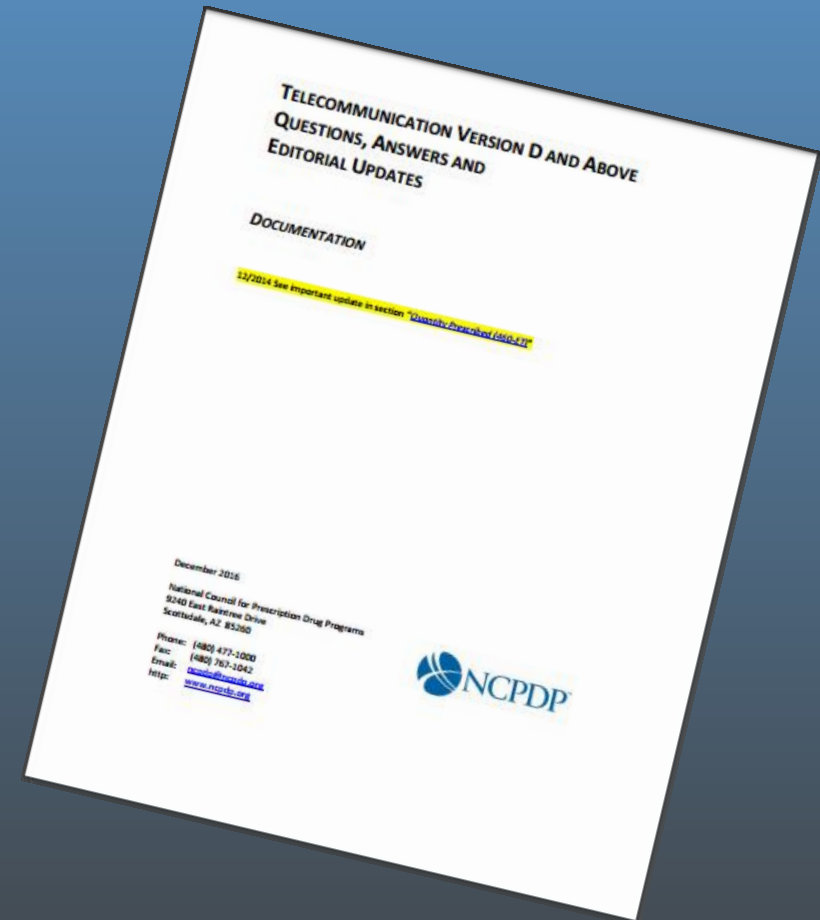 TELECOMMUNICATION VERSION D AND ABOVE
QUESTIONS, ANSWERS AND
EDITORIAL UPDATES
DOCUMENTATION
12/2014 See important update in section "Quantity Prescribed (460-ET)"
December 2016
National Council for Prescription Drug Programs
9240 East Raintree Drive
Scottsdale, AZ 85260
Phone: (480) 477-1000
Fax: (480) 767-1042
Email: ncpdp@ncpdp.org
http: www.ncpdp.org
NCPDP